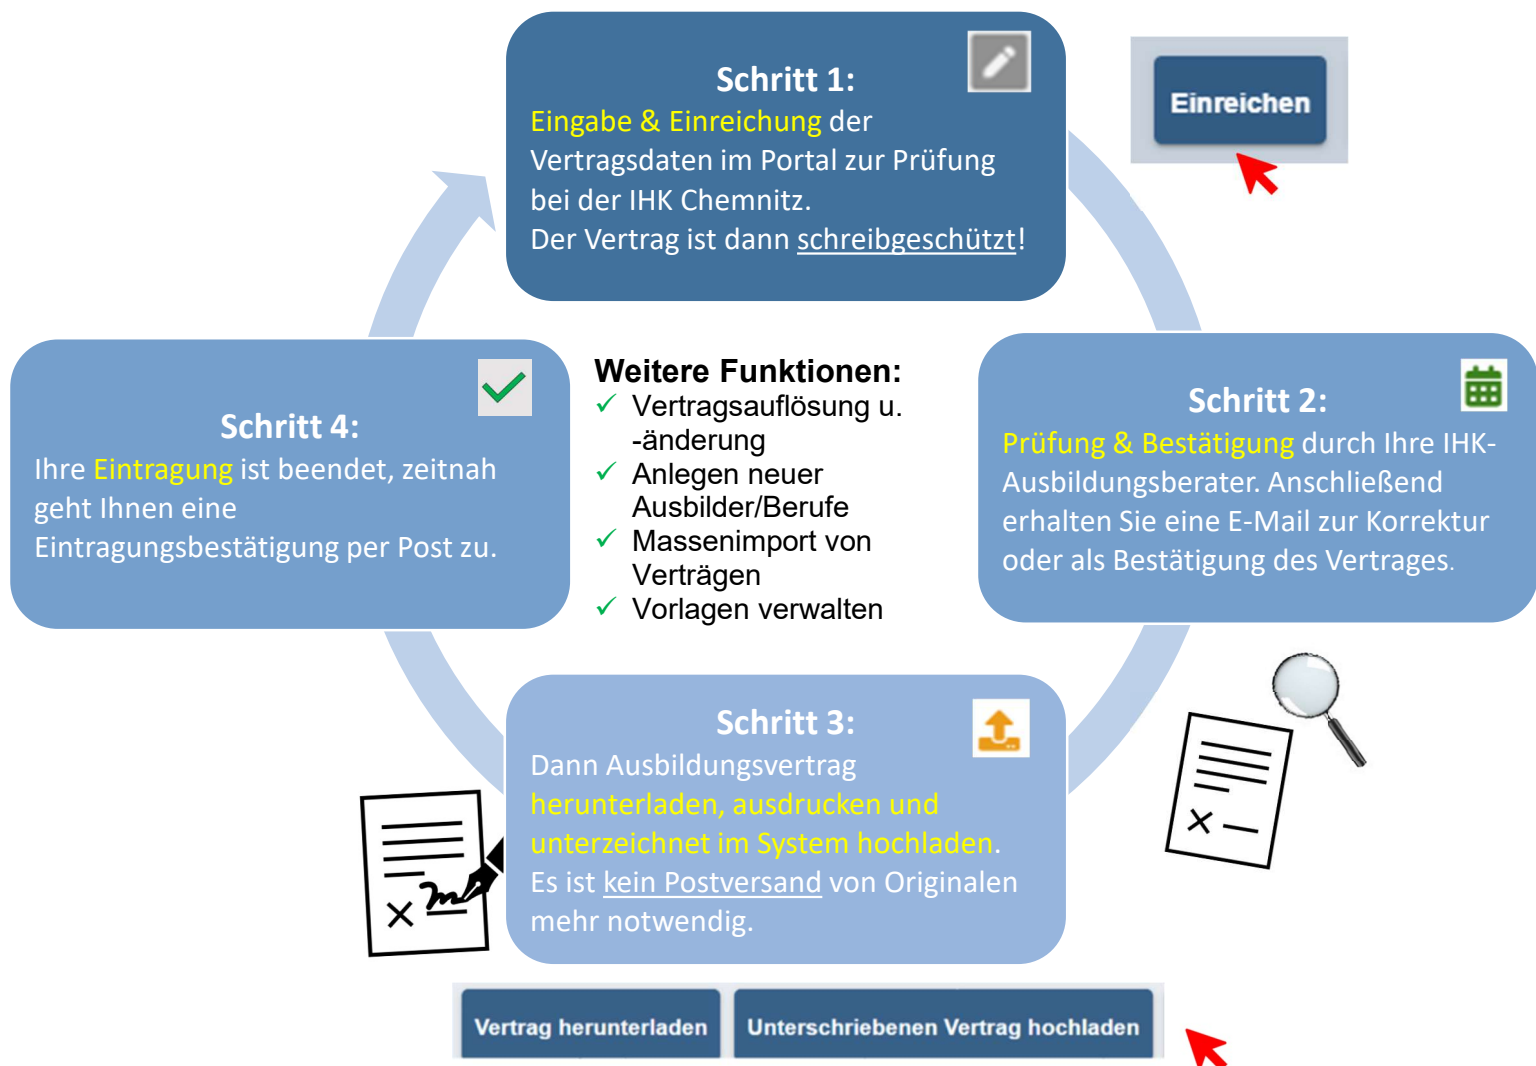 Schritt 1:
Eingabe & Einreichung der
Vertragsdaten im Portal zur Prüfung
bei der IHK Chemnitz.
Der Vertrag ist dann schreibgeschützt!
Einreichen
Schritt 2:
Prüfung & Bestätigung durch Ihre IHK-
Ausbildungsberater. Anschließend
erhalten Sie eine E-Mail zur Korrektur
oder als Bestätigung des Vertrages.
Schritt 3:
Dann Ausbildungsvertrag
herunterladen, ausdrucken und
unterzeichnet im System hochladen.
Es ist kein Postversand von Originalen
mehr notwendig.
Vertrag herunterladen
Unterschriebenen Vertrag hochladen
Schritt 4:
Ihre Eintragung ist beendet, zeitnah
geht Ihnen eine
Eintragungsbestätigung per Post zu.
Weitere Funktionen:
✓ Vertragsauflösung u.
-änderung
✓ Anlegen neuer
Ausbilder/Berufe
✓ Massenimport von
Verträgen
✓ Vorlagen verwalten